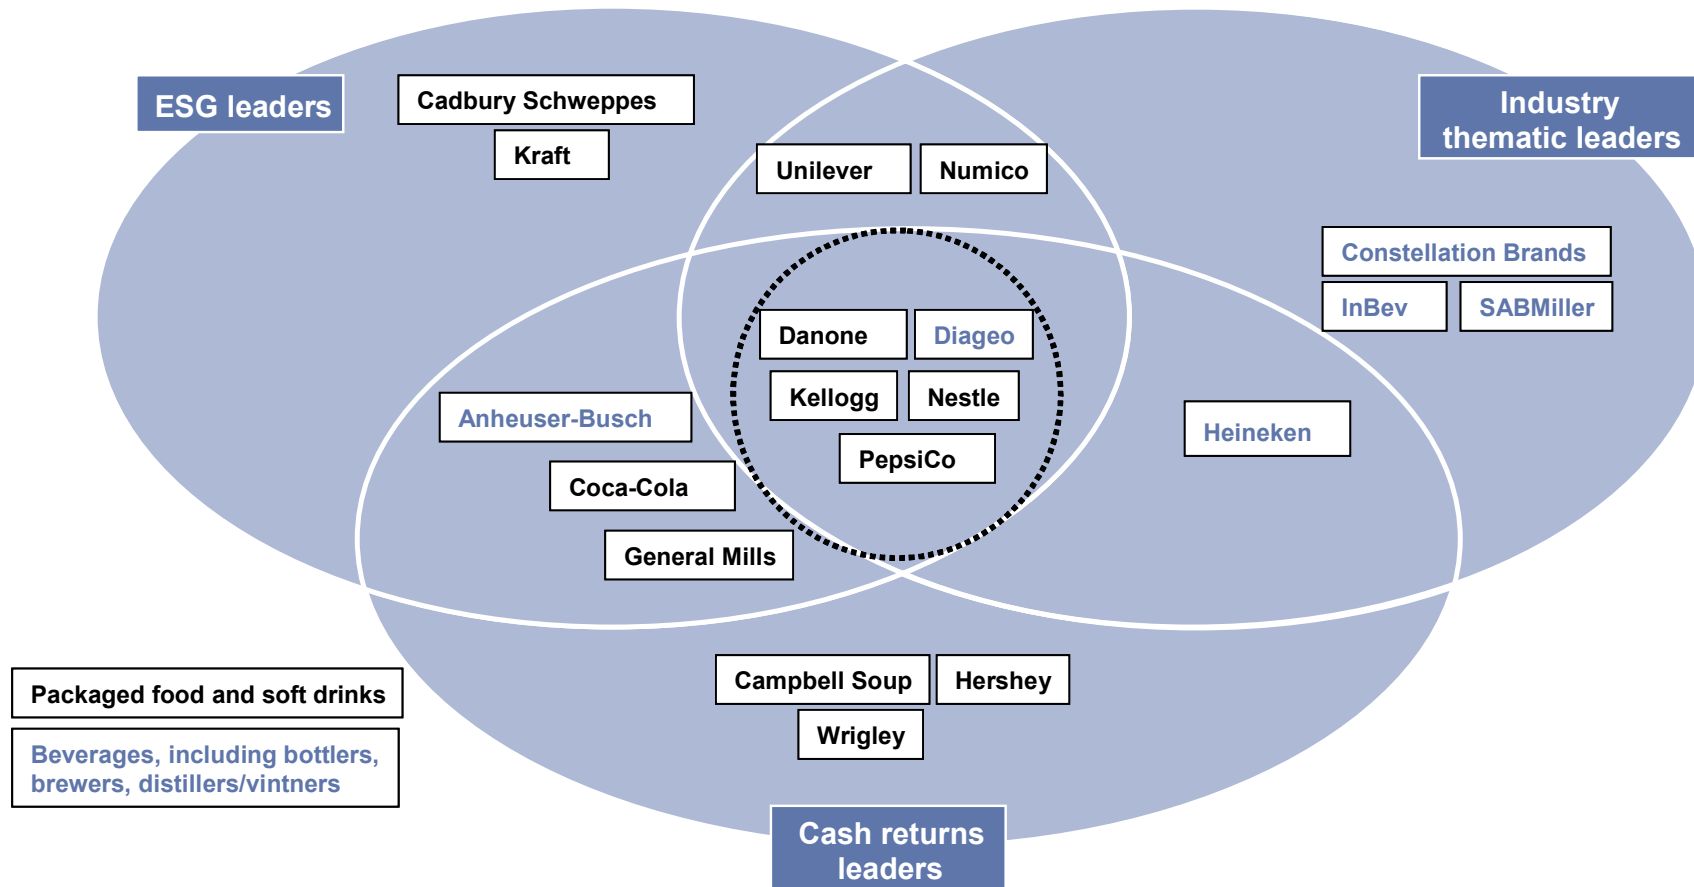 ESG leaders
Cadbury Schweppes
Kraft
Industry
thematic leaders
Unilever
Numico
Constellation Brands
InBev
SABMiller
Danone
Diageo
Kellogg
Nestle
PepsiCo
Anheuser-Busch
Coca-Cola
General Mills
Heineken
Campbell Soup
Hershey
Wrigley
Packaged food and soft drinks
Beverages, including bottlers,
brewers, distillers/vintners
Cash returns
leaders